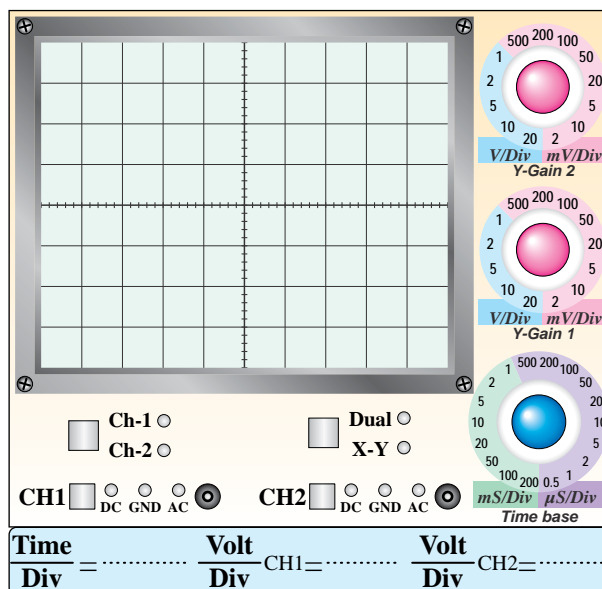 500 200 100
1 50
2 20
5 5
10 10
20 2
V/Div mV/Div
Y-Gain 2
500 200 100
1 50
2 20
5 5
10 10
20 2
V/Div mV/Div
Y-Gain 1
1 500 200 100
2 50
5 20
10 10
20 5
50 2
100 200 0.5 1
mS/Div µS/Div
Time base
Ch-1
Ch-2
Dual
X-Y
CH1 DC GND AC
CH2 DC GND AC
Time/Div = ............... Volt/Div CH1= ............ Volt/Div CH2= ..........